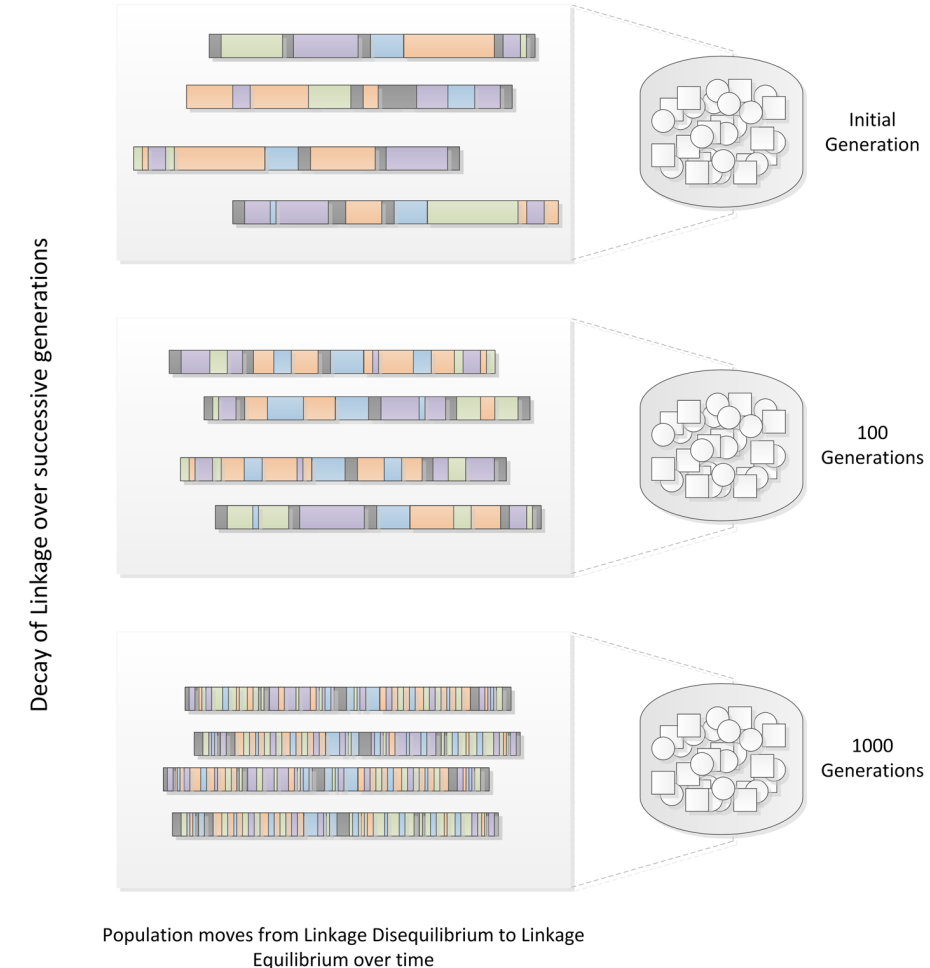 Initial
Generation
Decay of Linkage over successive generations
100
Generations
1000
Generations
Population moves from Linkage Disequilibrium to Linkage
Equilibrium over time